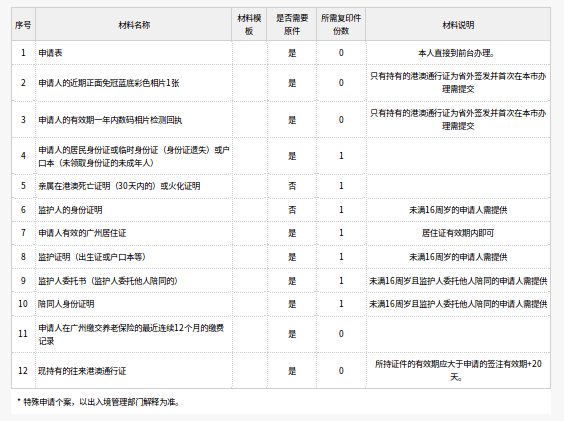 序号 材料名称 材料模板 是否需要原件 所需复印件份数 材料说明
1 申请表 是 0 本人直接到前台办理。
2 申请人的近期正面免冠蓝底彩色相片1张 是 0 只有持有的港澳通行证为省外签发并首次在本市办理需提交
3 申请人的有效期一年内数码相片检测回执 是 0 只有持有的港澳通行证为省外签发并首次在本市办理需提交
4 申请人的居民身份证或临时身份证（身份证遗失）或户口本（未领取身份证的未成年人） 是 1
5 亲属在港澳死亡证明（30天内的）或火化证明 否 1
6 监护人的身份证明 否 1 未满16周岁的申请人需提供
7 申请人有效的广州居住证 是 1 居住证有效期内即可
8 监护证明（出生证或户口本等） 是 1 未满16周岁的申请人需提供
9 监护人委托书（监护人委托他人陪同的） 是 1 未满16周岁且监护人委托他人陪同的申请人需提供
10 陪同人身份证明 是 1 未满16周岁且监护人委托他人陪同的申请人需提供
11 申请人在广州缴交养老保险的最近连续12个月的缴费记录 是 0
12 现持有的往来港澳通行证 是 0 所持证件的有效期应大于申请的签注有效期+20天。
* 特殊申请个案，以出入境管理部门解释为准。